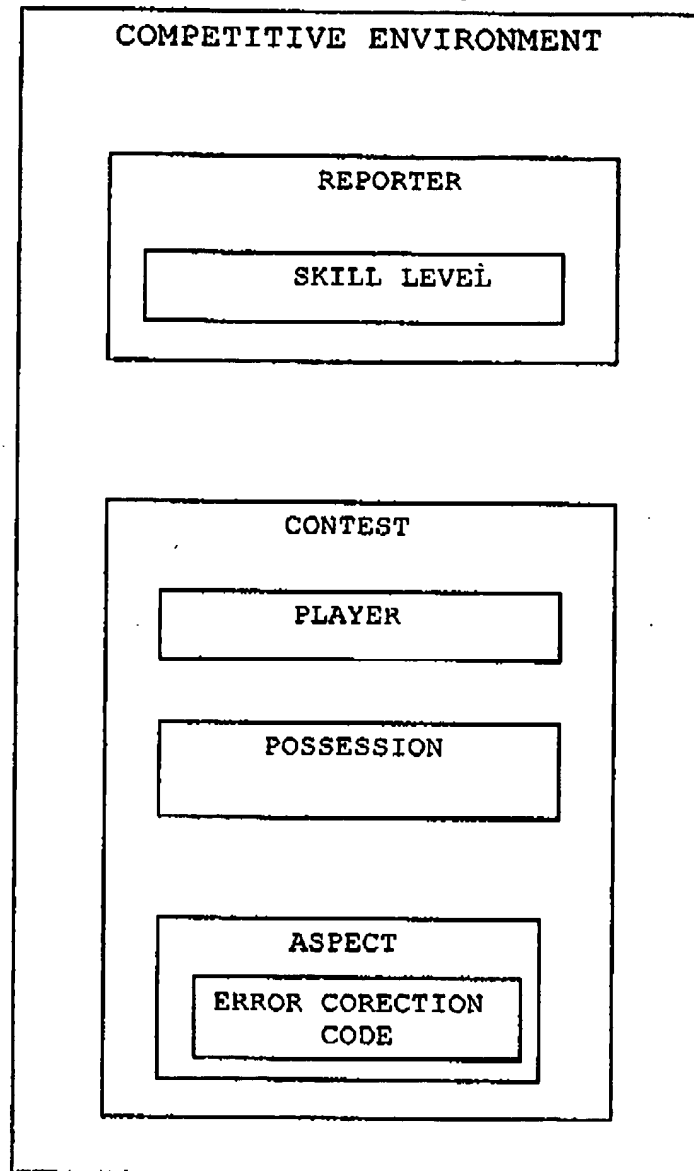 COMPETITIVE ENVIRONMENT
REPORTER
SKILL LEVEL
CONTEST
PLAYER
POSSESSION
ASPECT
ERROR CORECTION
CODE